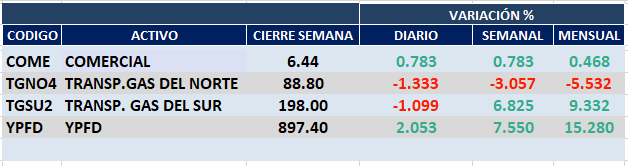 VARIACIÓN %
CODIGO ACTIVO CIERRE SEMANA DIARIO SEMANAL MENSUAL
COME COMERCIAL 6.44 0.783 0.783 0.468
TGNO4 TRANSP.GAS DEL NORTE 88.80 -1.333 -3.057 -5.532
TGSU2 TRANSP. GAS DEL SUR 198.00 -1.099 6.825 9.332
YPFD YPFD 897.40 2.053 7.550 15.280